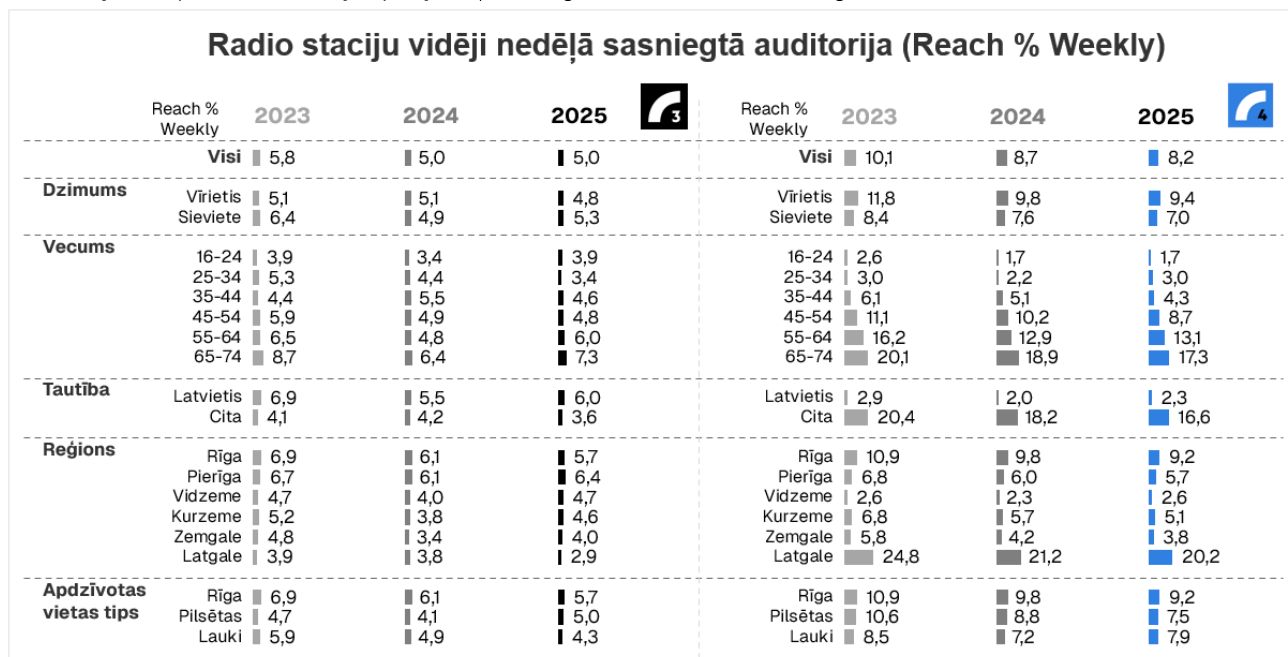 Radio staciju vidēji nedēļā sasniegtā auditorija (Reach % Weekly)
Reach % Weekly 2023 2024 2025 3
Visi 5,8 5,0 5,0
Dzimums
Vīrietis 5,1 5,1 4,8
Sieviete 6,4 4,9 5,3
Vecums
16-24 3,9 3,4 3,9
25-34 5,3 4,4 3,4
35-44 4,4 5,5 4,6
45-54 5,9 4,9 4,8
55-64 6,5 4,8 6,0
65-74 8,7 6,4 7,3
Tautība
Latvietis 6,9 5,5 6,0
Cita 4,1 4,2 3,6
Reģions
Rīga 6,9 6,1 5,7
Pierīga 6,7 6,1 6,4
Vidzeme 4,7 4,0 4,7
Kurzeme 5,2 3,8 4,6
Zemgale 4,8 3,4 4,0
Latgale 3,9 3,8 2,9
Apdzīvotas
vietas tips
Rīga 6,9 6,1 5,7
Pilsētas 4,7 4,1 5,0
Lauki 5,9 4,9 4,3
Reach % Weekly 2023 2024 2025 4
Visi 10,1 8,7 8,2
Vīrietis 11,8 9,8 9,4
Sieviete 8,4 7,6 7,0
16-24 2,6 1,7 1,7
25-34 3,0 2,2 3,0
35-44 6,1 5,1 4,3
45-54 11,1 10,2 8,7
55-64 16,2 12,9 13,1
65-74 20,1 18,9 17,3
Latvietis 2,9 2,0 2,3
Cita 20,4 18,2 16,6
Rīga 10,9 9,8 9,2
Pierīga 6,8 6,0 5,7
Vidzeme 2,6 2,3 2,6
Kurzeme 6,8 5,7 5,1
Zemgale 5,8 4,2 3,8
Latgale 24,8 21,2 20,2
Rīga 10,9 9,8 9,2
Pilsētas 10,6 8,8 7,5
Lauki 8,5 7,2 7,9